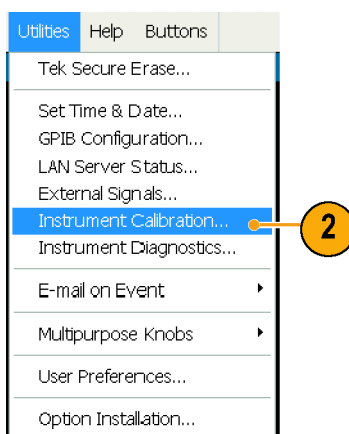 Utilities Help Buttons
Tek Secure Erase...
Set Time & Date...
GPIB Configuration...
LAN Server Status...
External Signals...
Instrument Calibration...
2
Instrument Diagnostics...
E-mail on Event
Multipurpose Knobs
User Preferences...
Option Installation...